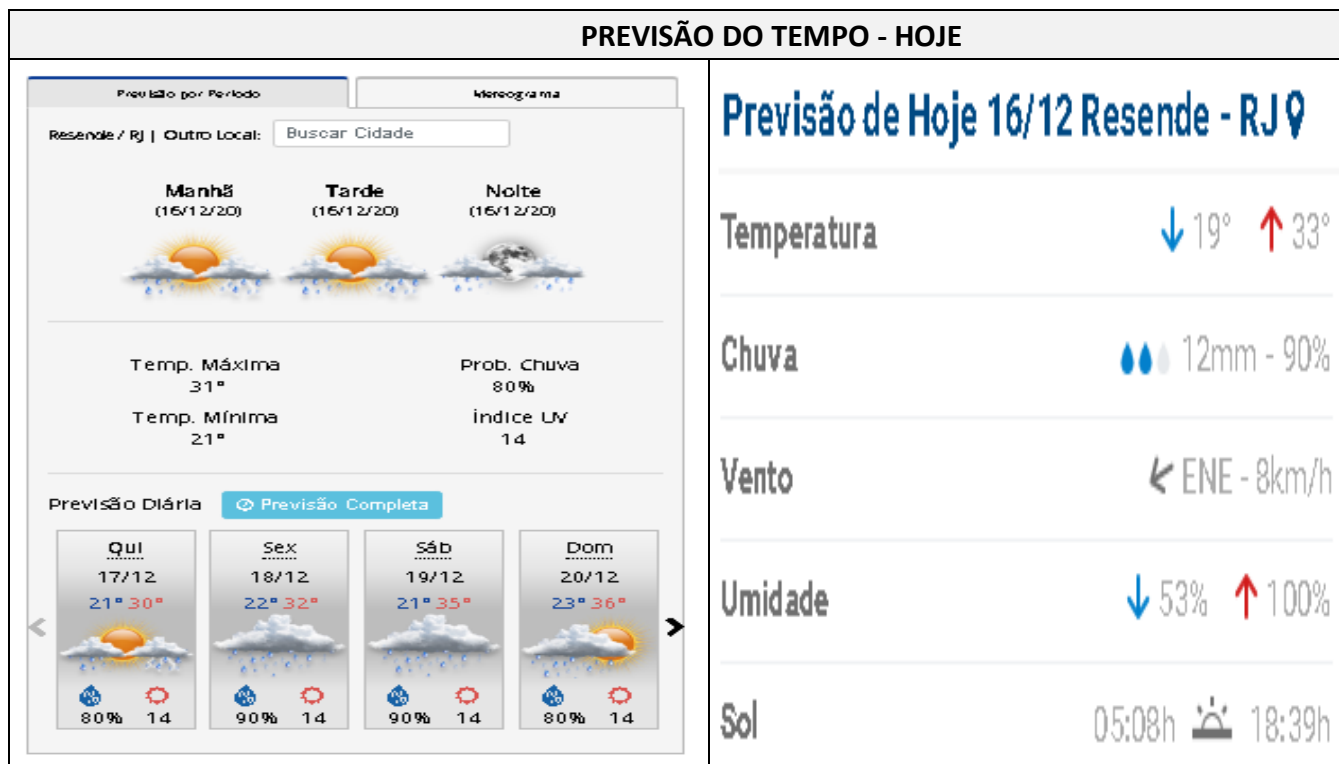 PREVISÃO DO TEMPO - HOJE
Previsão por Período
Meteograma
Resende / RJ | Outro Local: Buscar Cidade
Manhã Tarde Noite
(16/12/20) (16/12/20) (16/12/20)
Temp. Máxima Prob. Chuva
31° 80%
Temp. Mínima Índice UV
21° 14
Previsão Diária Previsão Completa
Qui Sex Sáb Dom
17/12 18/12 19/12 20/12
21° 30° 22° 32° 21° 35° 23° 36°
80% 14 90% 14 90% 14 80% 14
Previsão de Hoje 16/12 Resende - RJ
Temperatura 19° 33°
Chuva 12mm - 90%
Vento ENE - 8km/h
Umidade 53% 100%
Sol 05:08h 18:39h